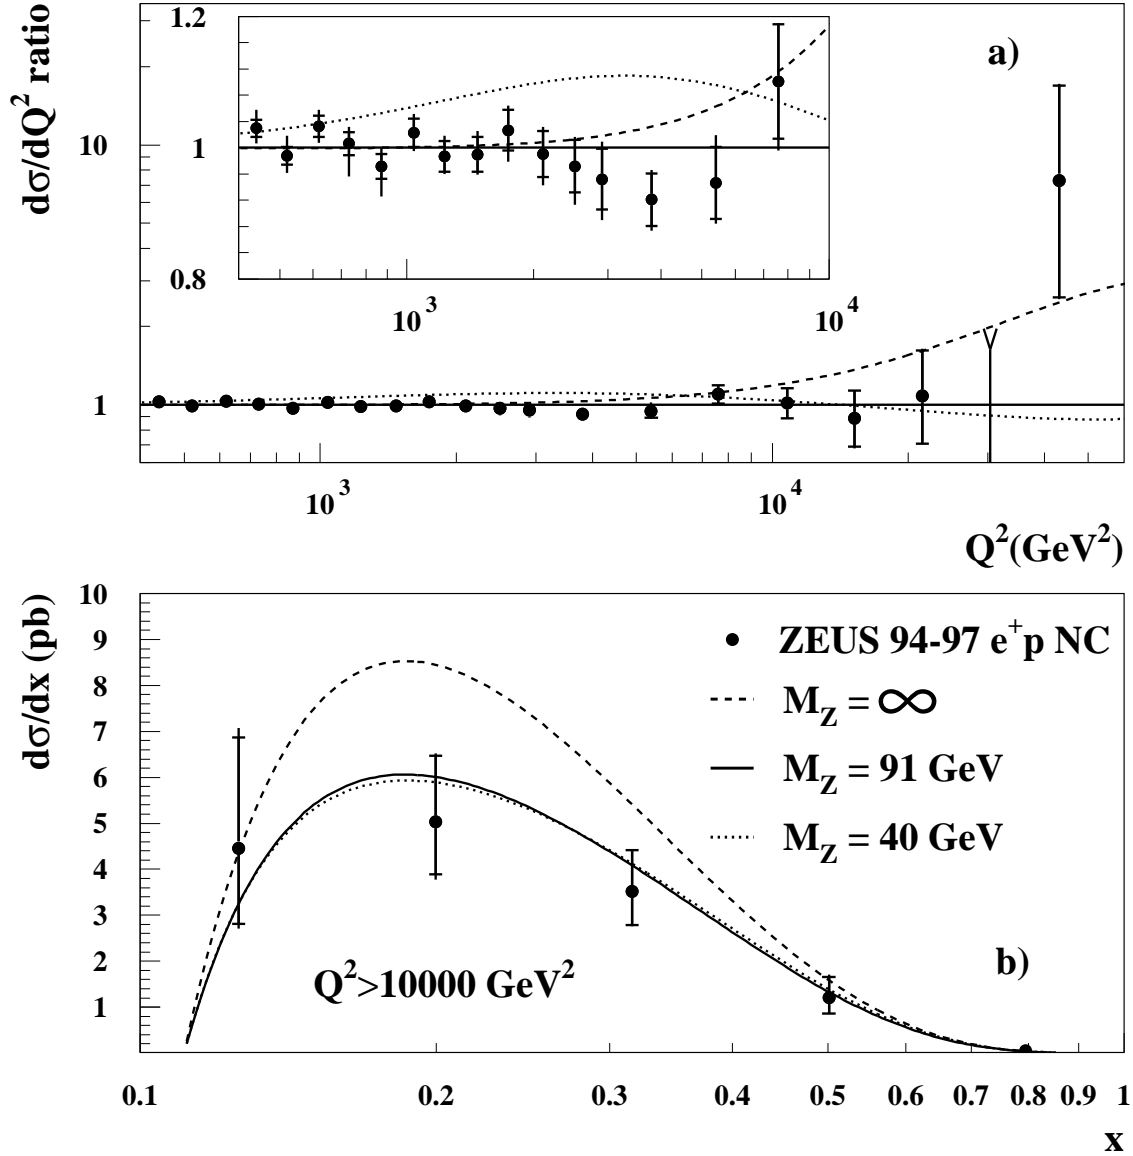 dσ/dQ² ratio
a)
1.2
1
0.8
10³
10⁴
10
1
10³
10⁴
Q²(GeV²)
dσ/dx (pb)
10
9
8
7
6
5
4
3
2
1
ZEUS 94-97 e⁺p NC
M_Z = ∞
M_Z = 91 GeV
M_Z = 40 GeV
b)
Q²>10000 GeV²
0.1 0.2 0.3 0.4 0.5 0.6 0.7 0.8 0.9 1
x